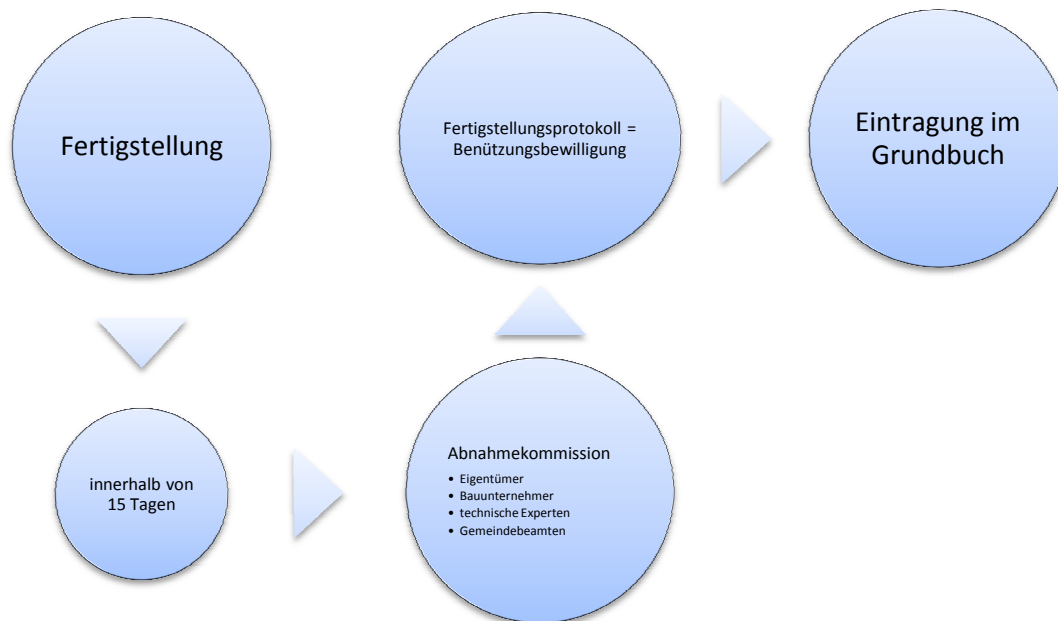 Fertigstellung
innerhalb von
15 Tagen
Abnahmekommission
• Eigentümer
• Bauunternehmer
• technische Experten
• Gemeindebeamten
Fertigstellungsprotokoll =
Benützungsbewilligung
Eintragung im
Grundbuch